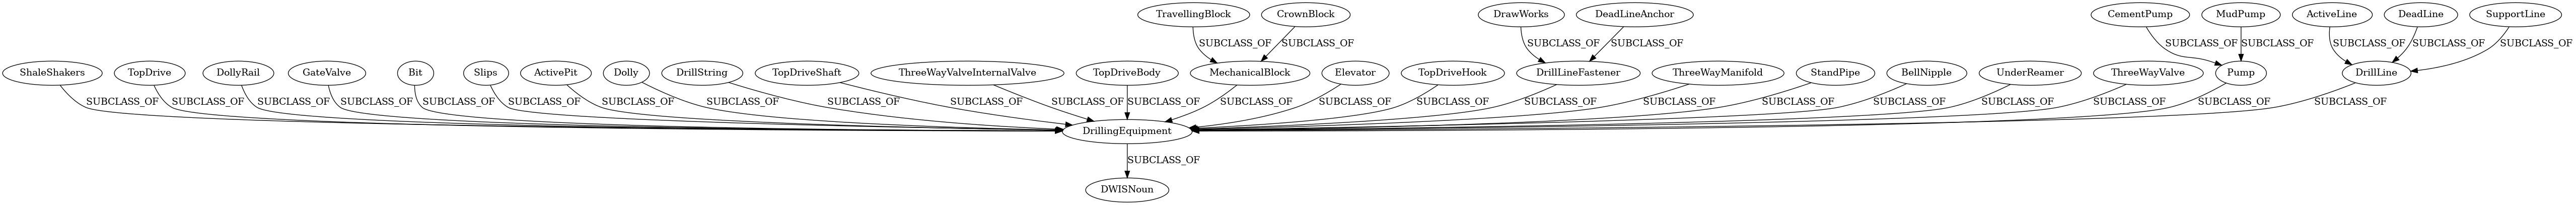 TravellingBlock CrownBlock DrawWorks DeadLineAnchor CementPump MudPump ActiveLine DeadLine SupportLine
SUBCLASS_OF SUBCLASS_OF SUBCLASS_OF SUBCLASS_OF SUBCLASS_OF SUBCLASS_OF SUBCLASS_OF SUBCLASS_OF SUBCLASS_OF
ShaleShakers TopDrive DollyRail GateValve Bit Slips ActivePit Dolly DrillString TopDriveShaft ThreeWayValveInternalValve TopDriveBody MechanicalBlock Elevator TopDriveHook DrillLineFastener ThreeWayManifold StandPipe BellNipple UnderReamer ThreeWayValve Pump DrillLine
SUBCLASS_OF SUBCLASS_OF SUBCLASS_OF SUBCLASS_OF SUBCLASS_OF SUBCLASS_OF SUBCLASS_OF SUBCLASS_OF SUBCLASS_OF SUBCLASS_OF SUBCLASS_OF SUBCLASS_OF SUBCLASS_OF SUBCLASS_OF SUBCLASS_OF SUBCLASS_OF SUBCLASS_OF SUBCLASS_OF SUBCLASS_OF SUBCLASS_OF SUBCLASS_OF SUBCLASS_OF SUBCLASS_OF
DrillingEquipment
SUBCLASS_OF
DWISNoun